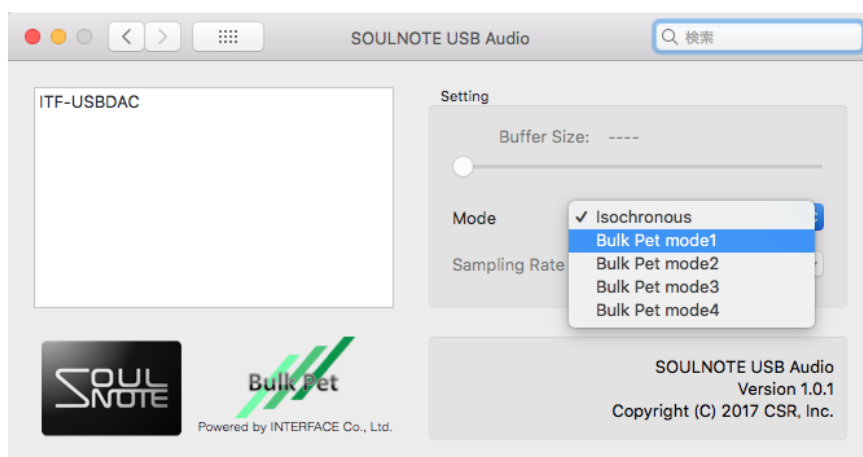 SOULNOTE USB Audio
検索
ITF-USBDAC
Setting
Buffer Size: ----
Mode
✓ Isochronous
Bulk Pet mode1
Sampling Rate
Bulk Pet mode2
Bulk Pet mode3
Bulk Pet mode4
SOUL
NOTE
Bulk Pet
Powered by INTERFACE Co., Ltd.
SOULNOTE USB Audio
Version 1.0.1
Copyright (C) 2017 CSR, Inc.